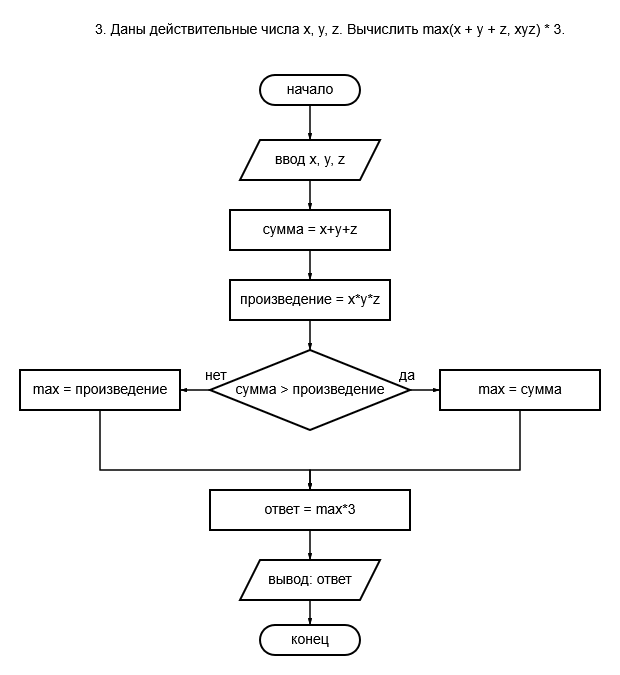 3. Даны действительные числа x, y, z. Вычислить max(x + y + z, xyz) * 3.
начало
ввод x, y, z
сумма = x+y+z
произведение = x*y*z
нет
да
max = произведение
сумма > произведение
max = сумма
ответ = max*3
вывод: ответ
конец